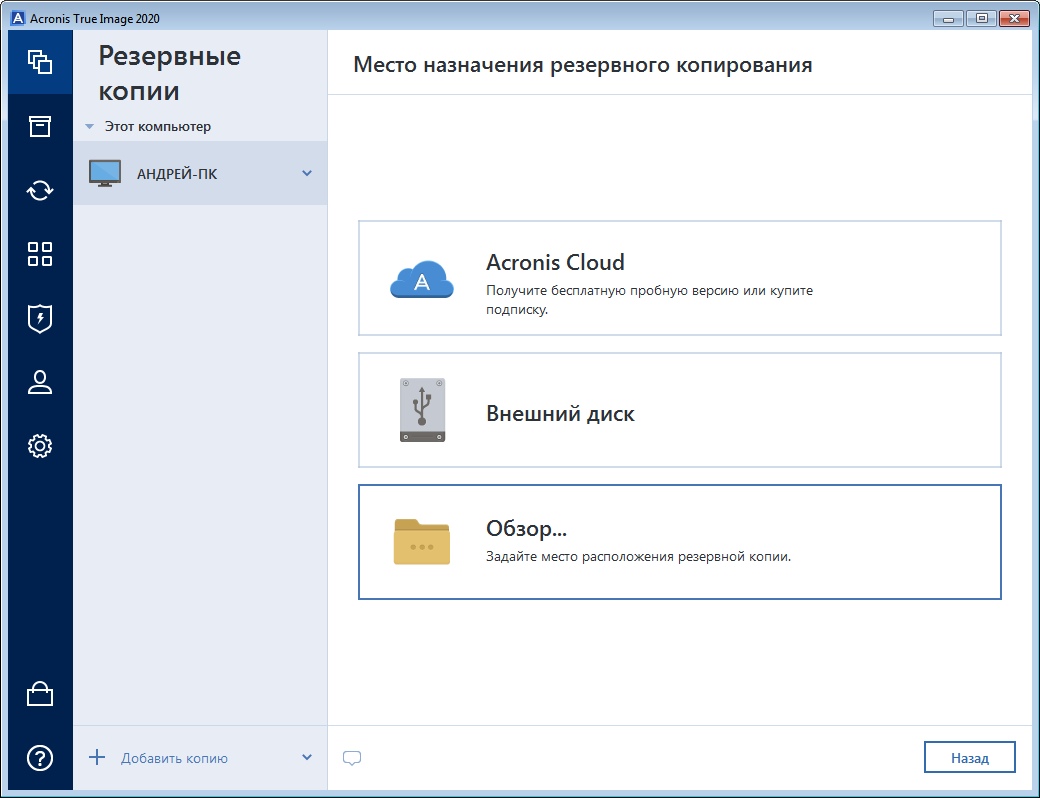 Acronis True Image 2020
Резервные
копии
Этот компьютер
АНДРЕЙ-ПК
Добавить копию
Место назначения резервного копирования
Acronis Cloud
Получите бесплатную пробную версию или купите
подписку.
Внешний диск
Обзор...
Задайте место расположения резервной копии.
Назад